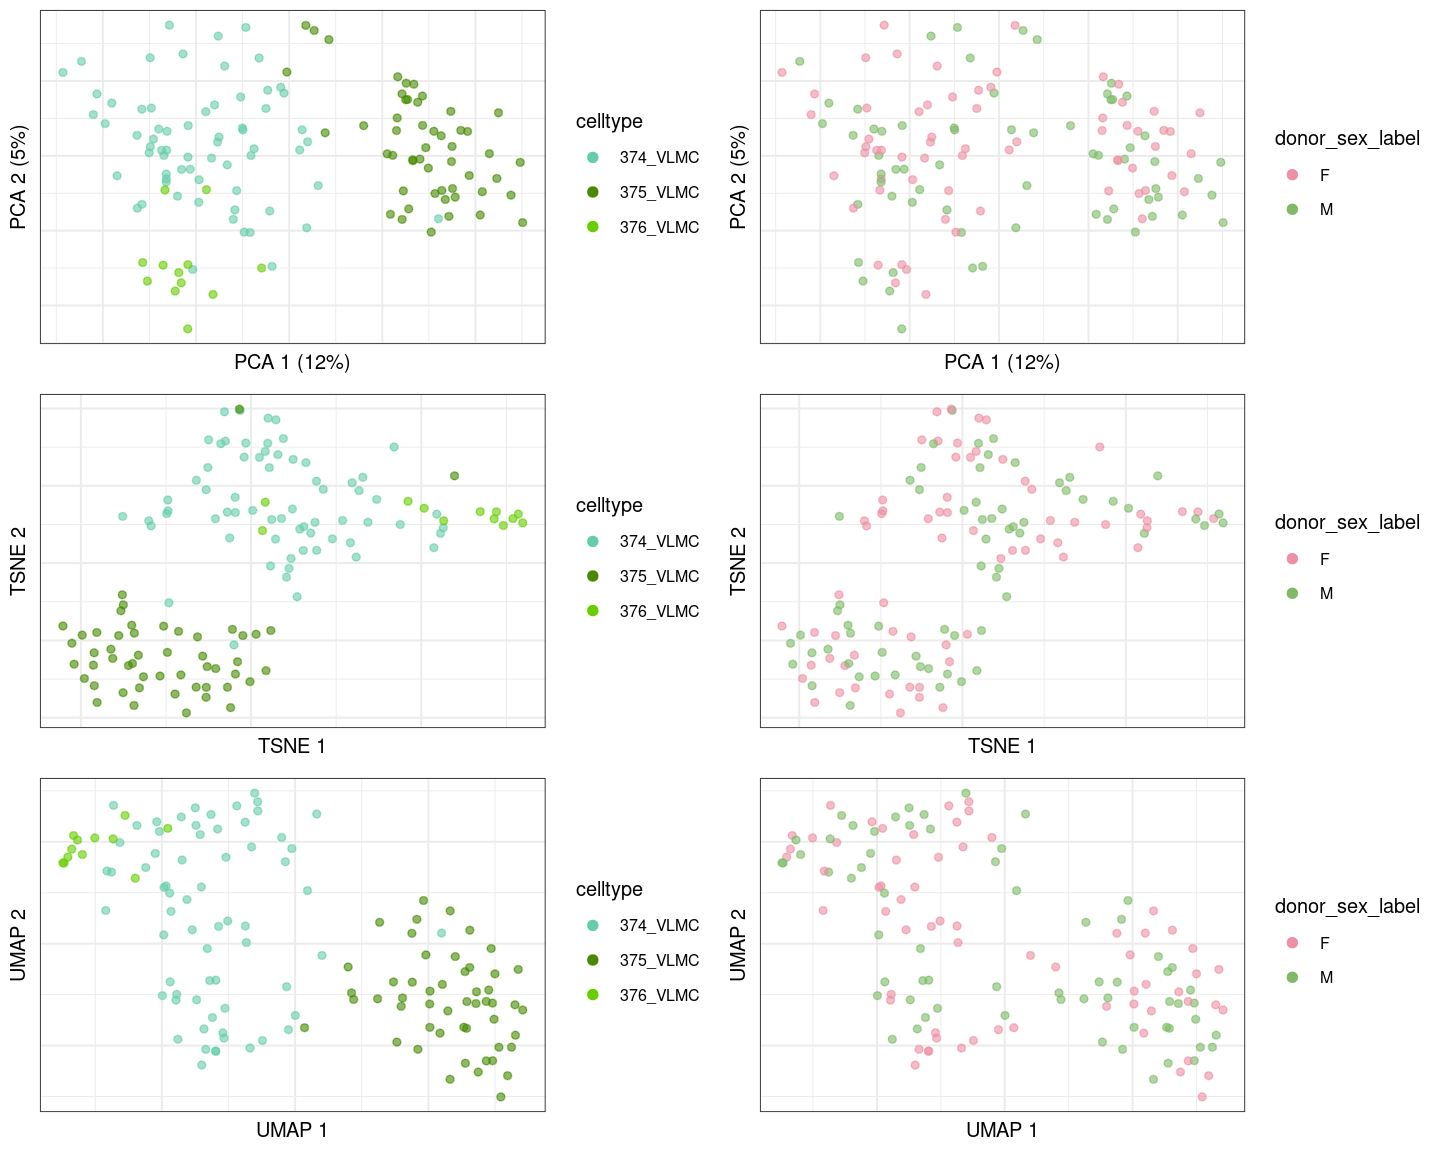 PCA 2 (5%)
PCA 1 (12%)
celltype
374_VLMC
375_VLMC
376_VLMC
PCA 2 (5%)
PCA 1 (12%)
donor_sex_label
F
M
TSNE 2
TSNE 1
celltype
374_VLMC
375_VLMC
376_VLMC
TSNE 2
TSNE 1
donor_sex_label
F
M
UMAP 2
UMAP 1
celltype
374_VLMC
375_VLMC
376_VLMC
UMAP 2
UMAP 1
donor_sex_label
F
M